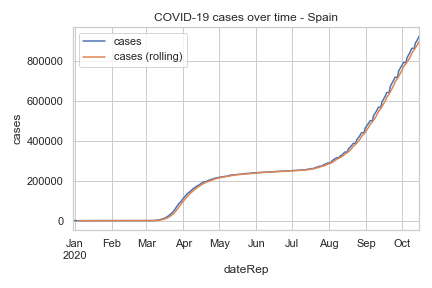 COVID-19 cases over time - Spain
cases
cases (rolling)
800000
600000
400000
200000
0
cases
Jan Feb Mar Apr May Jun Jul Aug Sep Oct
2020
dateRep